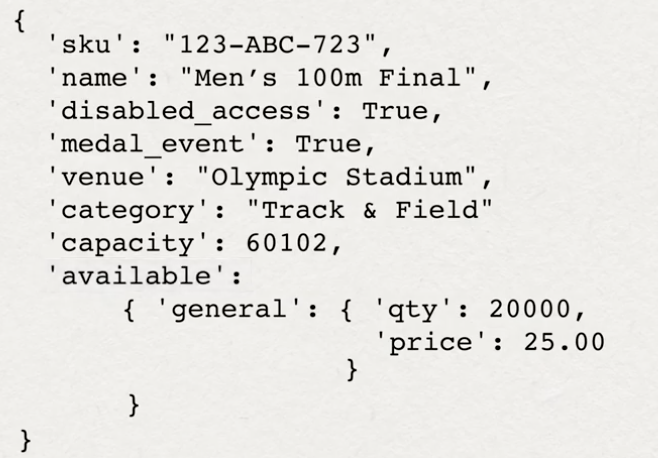 {
'sku': "123-ABC-723",
'name': "Men’s 100m Final",
'disabled_access': True,
'medal_event': True,
'venue': "Olympic Stadium",
'category': "Track & Field"
'capacity': 60102,
'available':
{ 'general': { 'qty': 20000,
'price': 25.00
}
}
}